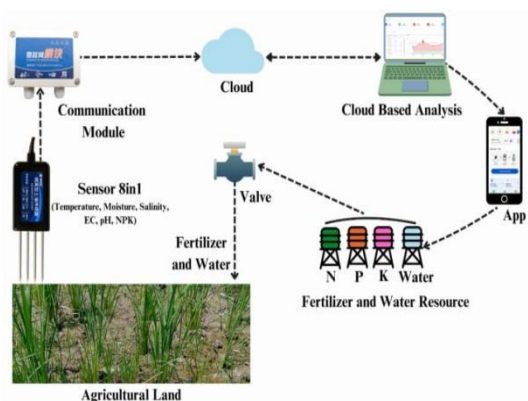 Communication
Module
Cloud
Cloud Based Analysis
App
Sensor 8in1
(Temperature, Moisture, Salinity,
EC, pH, NPK)
Valve
Fertilizer
and Water
N P K Water
Fertilizer and Water Resource
Agricultural Land